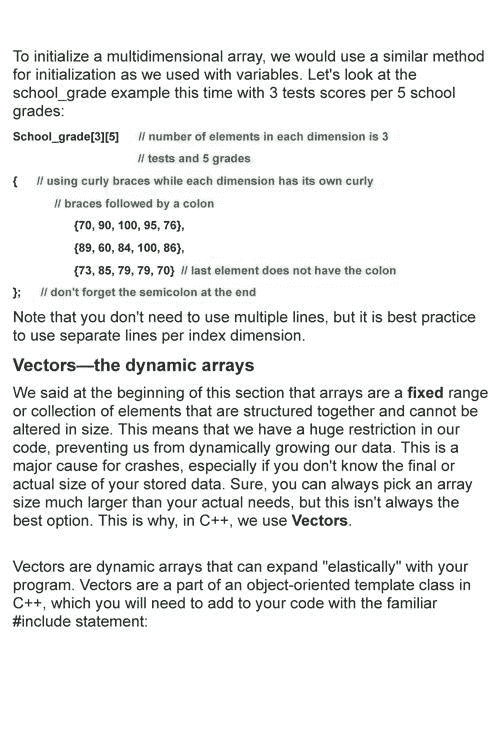 To initialize a multidimensional array, we would use a similar method
for initialization as we used with variables. Let's look at the
school_grade example this time with 3 tests scores per 5 school
grades:
School_grade[3][5] // number of elements in each dimension is 3
// tests and 5 grades
{ // using curly braces while each dimension has its own curly
// braces followed by a colon
{70, 90, 100, 95, 76},
{89, 60, 84, 100, 86},
{73, 85, 79, 79, 70} // last element does not have the colon
}; // don't forget the semicolon at the end
Note that you don't need to use multiple lines, but it is best practice
to use separate lines per index dimension.
Vectors—the dynamic arrays
We said at the beginning of this section that arrays are a fixed range
or collection of elements that are structured together and cannot be
altered in size. This means that we have a huge restriction in our
code, preventing us from dynamically growing our data. This is a
major cause for crashes, especially if you don't know the final or
actual size of your stored data. Sure, you can always pick an array
size much larger than your actual needs, but this isn't always the
best option. This is why, in C++, we use Vectors.
Vectors are dynamic arrays that can expand "elastically" with your
program. Vectors are a part of an object-oriented template class in
C++, which you will need to add to your code with the familiar
#include statement: